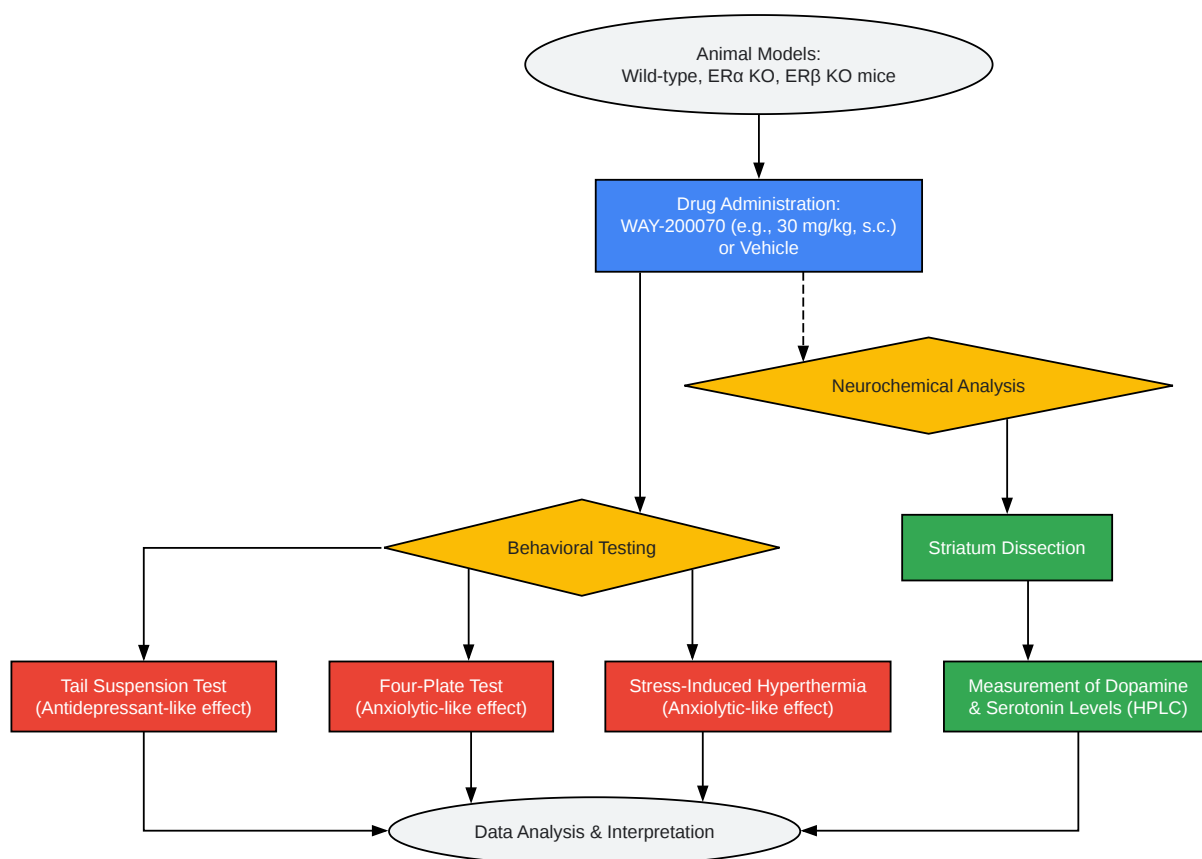 Animal Models:
Wild-type, ERα KO, ERβ KO mice
Drug Administration:
WAY-200070 (e.g., 30 mg/kg, s.c.)
or Vehicle
Neurochemical Analysis
Behavioral Testing
Striatum Dissection
Tail Suspension Test
(Antidepressant-like effect)
Four-Plate Test
(Anxiolytic-like effect)
Stress-Induced Hyperthermia
(Anxiolytic-like effect)
Measurement of Dopamine
& Serotonin Levels (HPLC)
Data Analysis & Interpretation